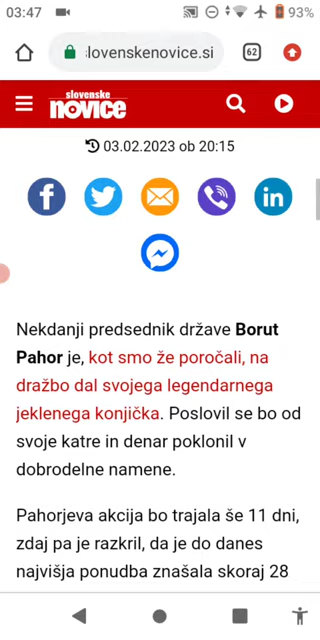 03:47
93%
lovenskenovice.si
62
slovenske
novice
03.02.2023 ob 20:15
Nekdanji predsednik države Borut
Pahor je, kot smo že poročali, na
dražbo dal svojega legendarnega
jeklenega konjička. Poslovil se bo od
svoje katre in denar poklonil v
dobrodelne namene.
Pahorjeva akcija bo trajala še 11 dni,
zdaj pa je razkril, da je do danes
najvišja ponudba znašala skoraj 28